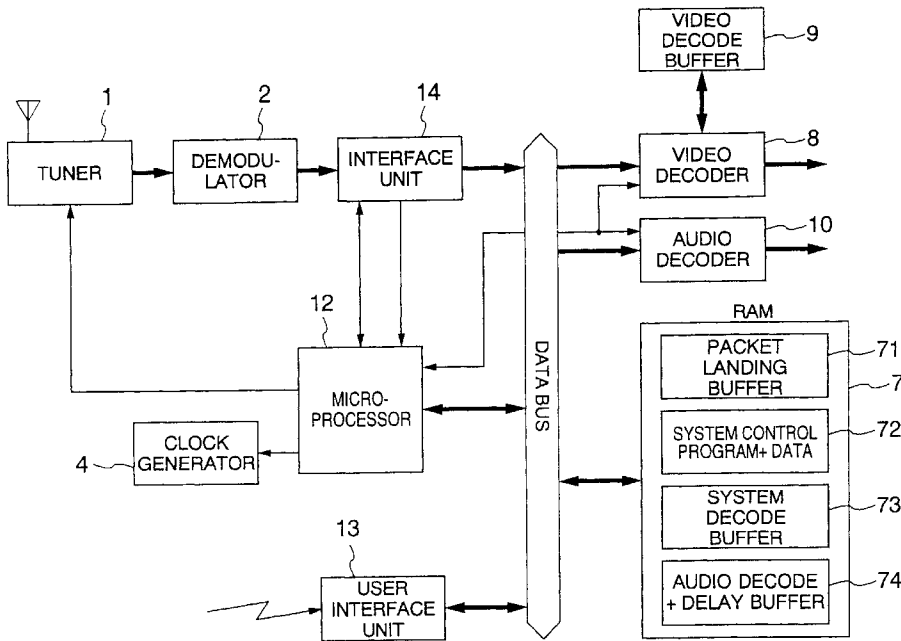 VIDEO
DECODE
BUFFER
9
1
2
14
TUNER
DEMODU-
LATOR
INTERFACE
UNIT
8
VIDEO
DECODER
10
AUDIO
DECODER
12
MICRO-
PROCESSOR
DATA BUS
RAM
7
PACKET
LANDING
BUFFER
71
SYSTEM CONTROL
PROGRAM+ DATA
72
4
CLOCK
GENERATOR
SYSTEM
DECODE
BUFFER
73
13
USER
INTERFACE
UNIT
AUDIO DECODE
+ DELAY BUFFER
74